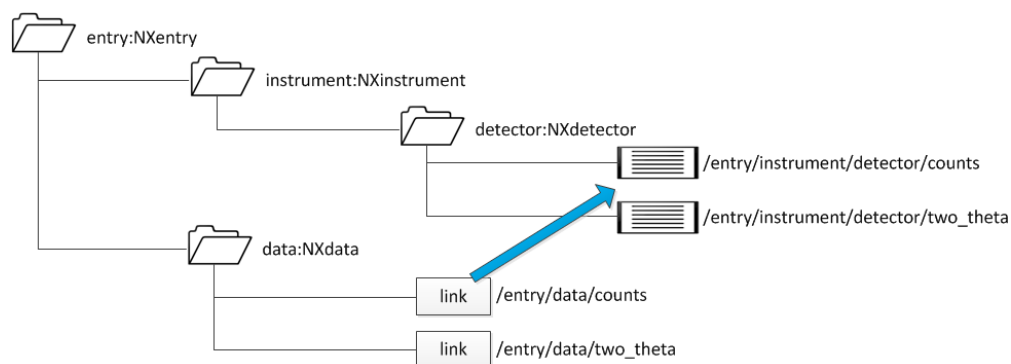 entry:NXentry
instrument:NXinstrument
detector:NXdetector
/entry/instrument/detector/counts
/entry/instrument/detector/two_theta
data:NXdata
link /entry/data/counts
link /entry/data/two_theta